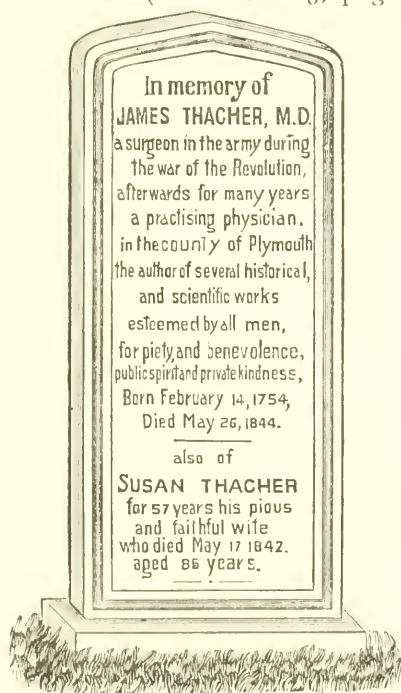 In memory of
JAMES THACHER, M.D.
a surgeon in the army during
the war of the Revolution,
afterwards for many years
a practising physician,
in the county of Plymouth
the author of several historical,
and scientific works
esteemed by all men,
for piety, and benevolence,
public spirit and private kindness,
Born February 14, 1754,
Died May 26, 1844.
also of
SUSAN THACHER
for 57 years his pious
and faithful wife
who died May 17 1842.
aged 86 years.